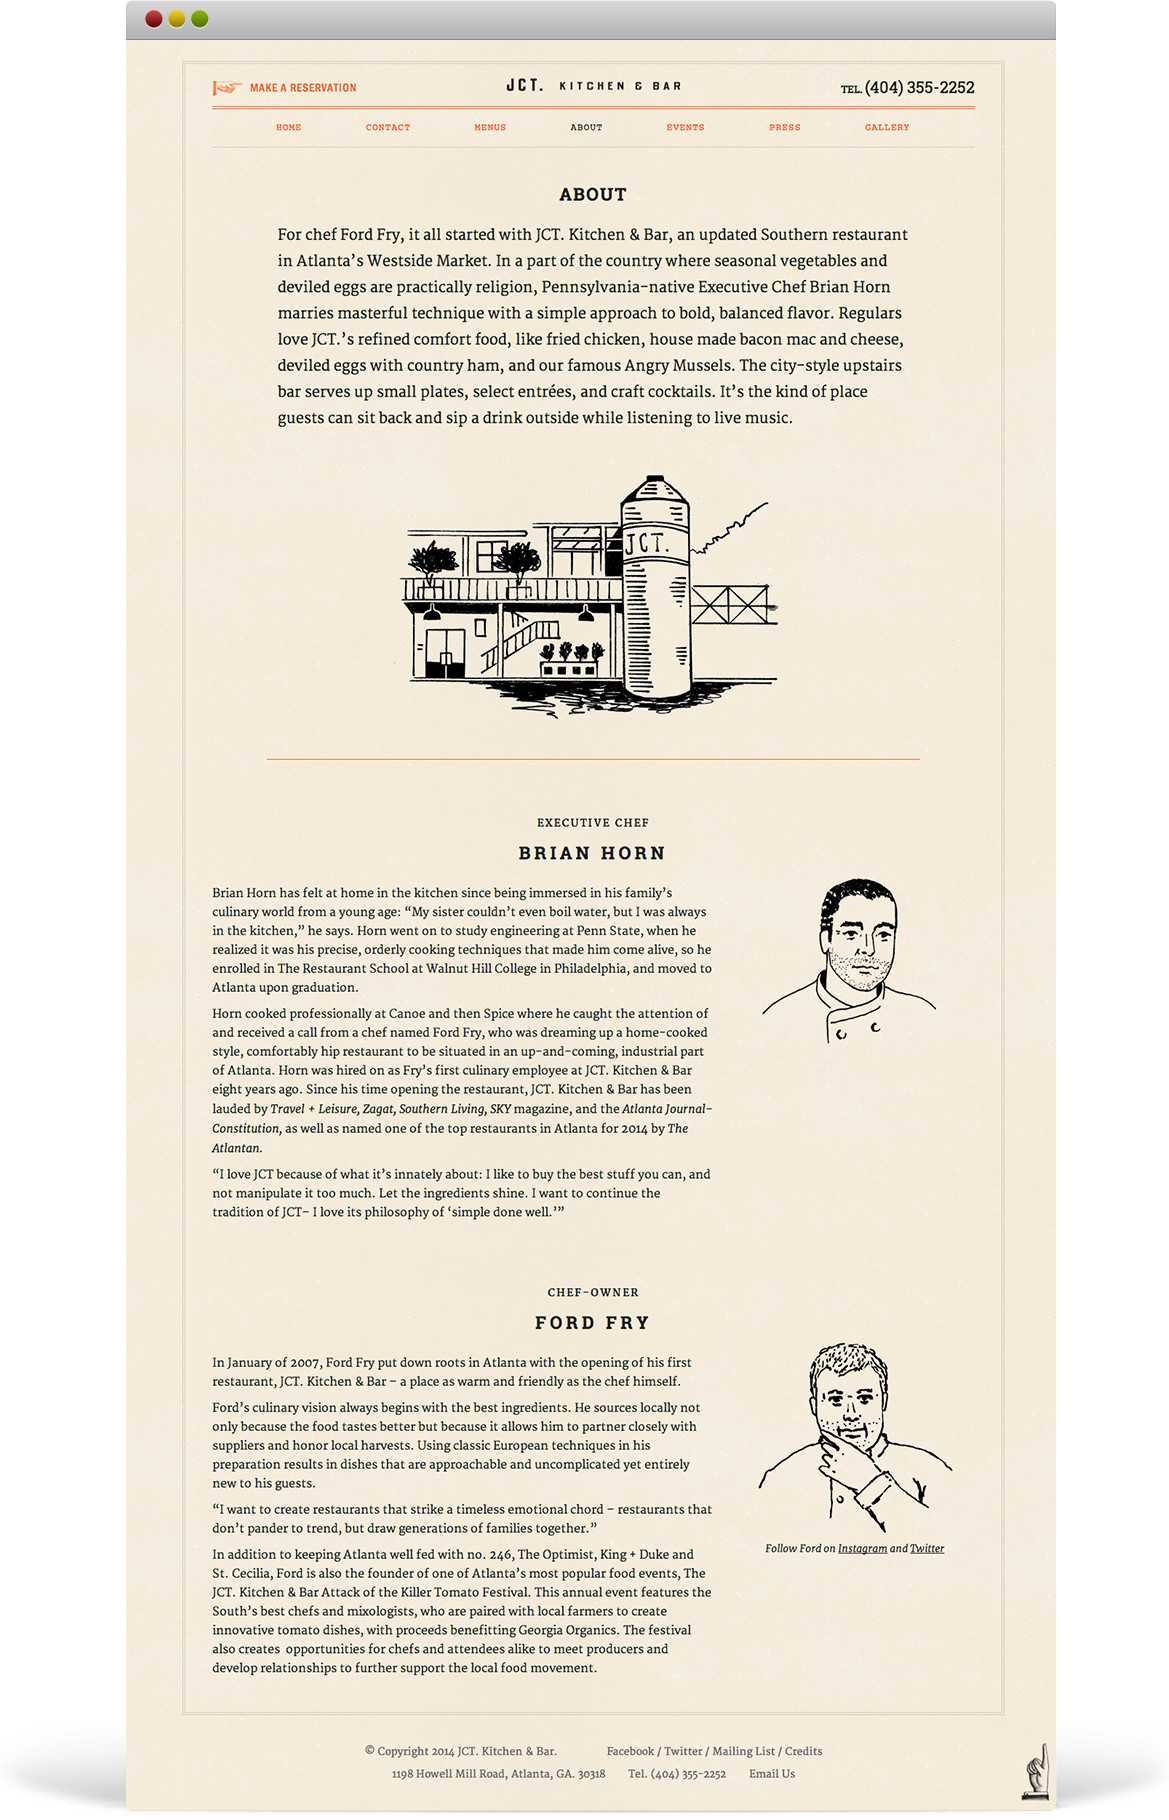 MAKE A RESERVATION
JCT. KITCHEN & BAR
TEL. (404) 355-2252
HOME CONTACT MENUS ABOUT EVENTS PRESS GALLERY
ABOUT
For chef Ford Fry, it all started with JCT. Kitchen & Bar, an updated Southern restaurant
in Atlanta’s Westside Market. In a part of the country where seasonal vegetables and
deviled eggs are practically religion, Pennsylvania-native Executive Chef Brian Horn
marries masterful technique with a simple approach to bold, balanced flavor. Regulars
love JCT.’s refined comfort food, like fried chicken, house made bacon mac and cheese,
deviled eggs with country ham, and our famous Angry Mussels. The city-style upstairs
bar serves up small plates, select entrées, and craft cocktails. It’s the kind of place
guests can sit back and sip a drink outside while listening to live music.
JCT.
EXECUTIVE CHEF
BRIAN HORN
Brian Horn has felt at home in the kitchen since being immersed in his family’s
culinary world from a young age: “My sister couldn’t even boil water, but I was always
in the kitchen,” he says. Horn went on to study engineering at Penn State, when he
realized it was his precise, orderly cooking techniques that made him come alive, so he
enrolled in The Restaurant School at Walnut Hill College in Philadelphia, and moved to
Atlanta upon graduation.
Horn cooked professionally at Canoe and then Spice where he caught the attention of
and received a call from a chef named Ford Fry, who was dreaming up a home-cooked
style, comfortably hip restaurant to be situated in an up-and-coming, industrial part
of Atlanta. Horn was hired on as Fry’s first culinary employee at JCT. Kitchen & Bar
eight years ago. Since his time opening the restaurant, JCT. Kitchen & Bar has been
lauded by Travel + Leisure, Zagat, Southern Living, SKY magazine, and the Atlanta Journal-
Constitution, as well as named one of the top restaurants in Atlanta for 2014 by The
Atlantan.
“I love JCT because of what it’s innately about: I like to buy the best stuff you can, and
not manipulate it too much. Let the ingredients shine. I want to continue the
tradition of JCT– I love its philosophy of ‘simple done well.’”
CHEF-OWNER
FORD FRY
In January of 2007, Ford Fry put down roots in Atlanta with the opening of his first
restaurant, JCT. Kitchen & Bar – a place as warm and friendly as the chef himself.
Ford’s culinary vision always begins with the best ingredients. He sources locally not
only because the food tastes better but because it allows him to partner closely with
suppliers and honor local harvests. Using classic European techniques in his
preparation results in dishes that are approachable and uncomplicated yet entirely
new to his guests.
“I want to create restaurants that strike a timeless emotional chord – restaurants that
don’t pander to trend, but draw generations of families together.”
In addition to keeping Atlanta well fed with no. 246, The Optimist, King + Duke and
St. Cecilia, Ford is also the founder of one of Atlanta’s most popular food events, The
JCT. Kitchen & Bar Attack of the Killer Tomato Festival. This annual event features the
South’s best chefs and mixologists, who are paired with local farmers to create
innovative tomato dishes, with proceeds benefitting Georgia Organics. The festival
also creates opportunities for chefs and attendees alike to meet producers and
develop relationships to further support the local food movement.
Follow Ford on Instagram and Twitter
© Copyright 2014 JCT. Kitchen & Bar. Facebook / Twitter / Mailing List / Credits
1198 Howell Mill Road, Atlanta, GA. 30318 Tel. (404) 355-2252 Email Us